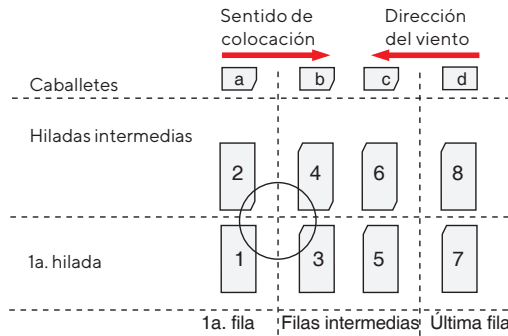 Sentido de
colocación
Dirección
del viento
Caballetes
a
b
c
d
Hiladas intermedias
2
4
6
8
1a. hilada
1
3
5
7
1a. fila
Filas intermedias
Última fila